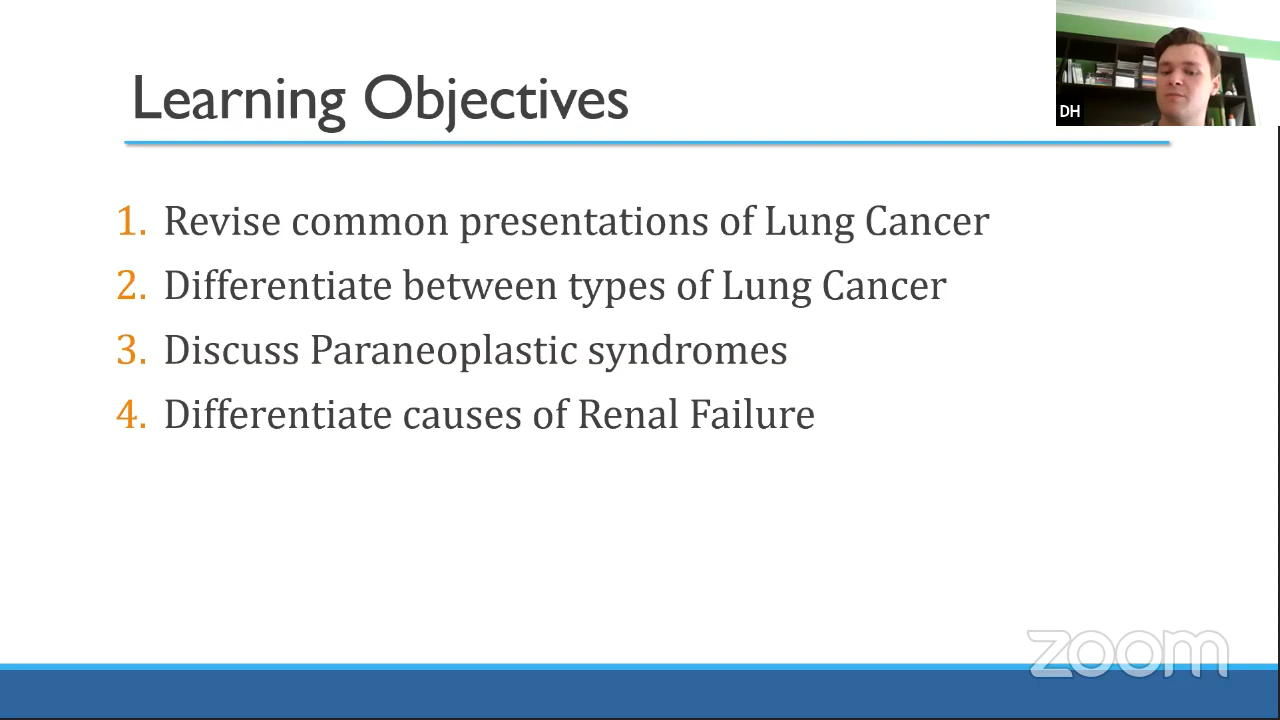 Learning Objectives
DH
1. Revise common presentations of Lung Cancer
2. Differentiate between types of Lung Cancer
3. Discuss Paraneoplastic syndromes
4. Differentiate causes of Renal Failure
zoom